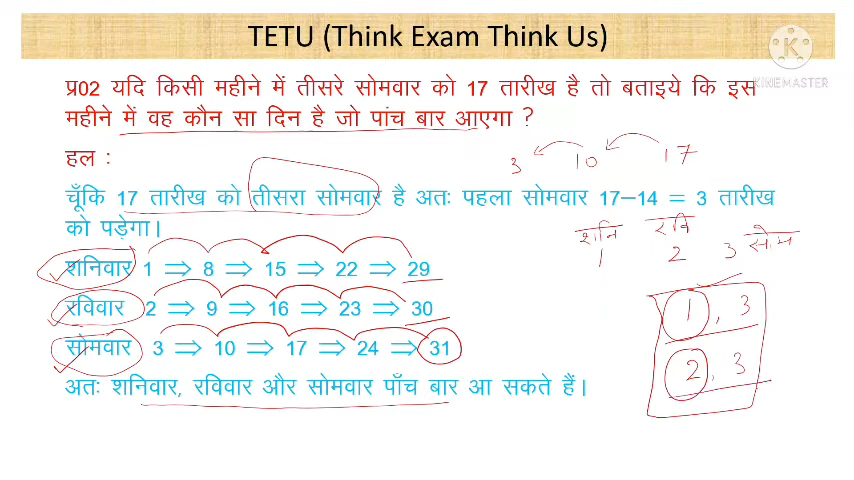 TETU (Think Exam Think Us)
K
KINEMASTER
प्र02 यदि किसी महीने में तीसरे सोमवार को 17 तारीख है तो बताइये कि इस
महीने में वह कौन सा दिन है जो पांच बार आएगा ?
हल :
3 10 17
चूँकि 17 तारीख को तीसरा सोमवार है अतः पहला सोमवार 17–14 = 3 तारीख
को पड़ेगा।
शनि रवि
1 2 3 सोम
शनिवार 1 ⇒ 8 ⇒ 15 ⇒ 22 ⇒ 29
रविवार 2 ⇒ 9 ⇒ 16 ⇒ 23 ⇒ 30
सोमवार 3 ⇒ 10 ⇒ 17 ⇒ 24 ⇒ 31
1, 3
2, 3
अतः शनिवार, रविवार और सोमवार पाँच बार आ सकते हैं।